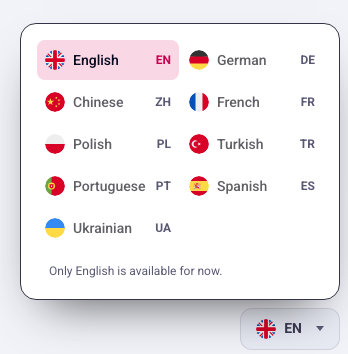 English EN German DE
Chinese ZH French FR
Polish PL Turkish TR
Portuguese PT Spanish ES
Ukrainian UA
Only English is available for now.
EN